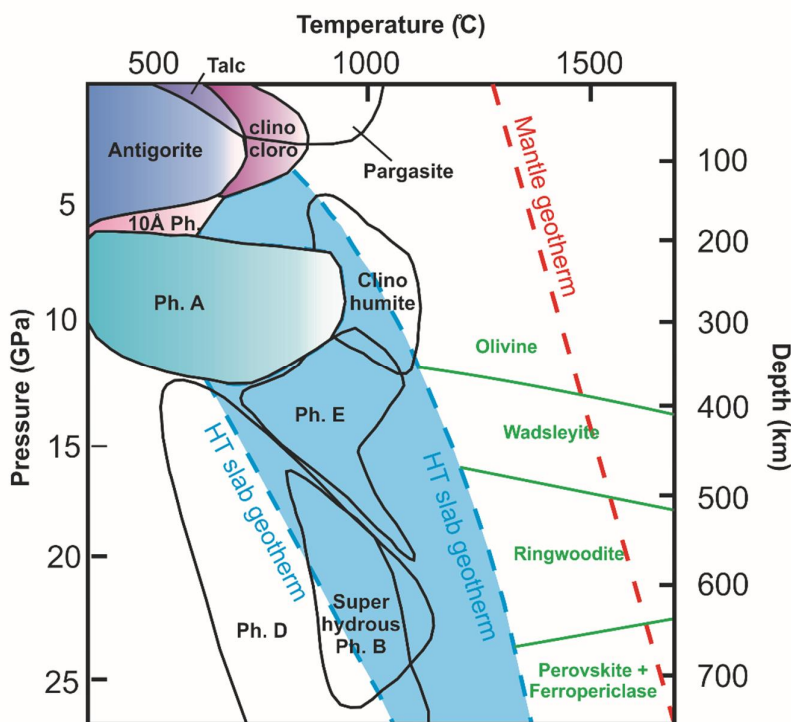 Temperature (℃)
500
1000
1500
Talc
clino
cloro
Antigorite
Pargasite
Mantle geotherm
100
5
10Å Ph.
200
Ph. A
Clino
humite
10
300
Olivine
Pressure (GPa)
Depth (km)
400
Ph. E
Wadsleyite
15
HT slab geotherm
HT slab geotherm
500
20
Ringwoodite
600
Super
hydrous
Ph. B
Ph. D
25
Perovskite +
Ferropericlase
700